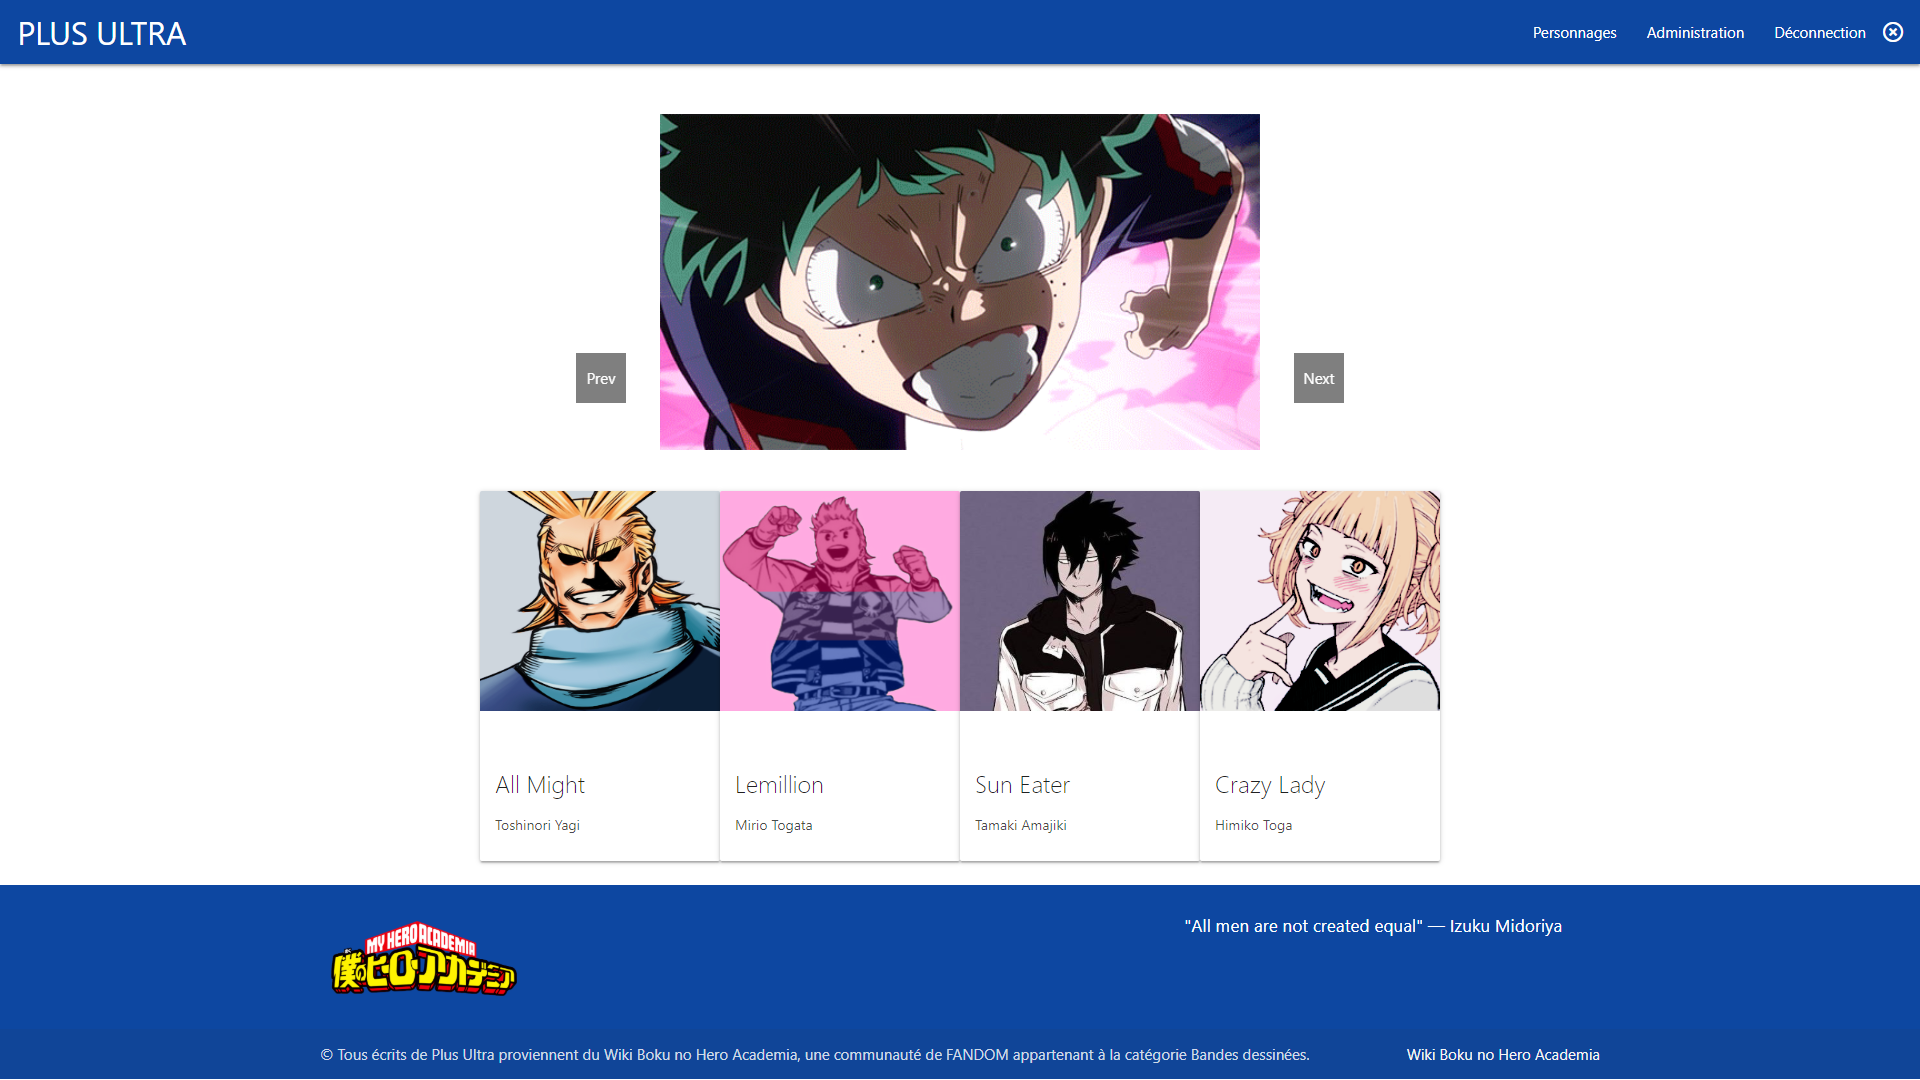 PLUS ULTRA
Personnages
Administration
Déconnection
Prev
Next
All Might
Toshinori Yagi
Lemillion
Mirio Togata
Sun Eater
Tamaki Amajiki
Crazy Lady
Himiko Toga
MY HERO ACADEMIA
僕のヒーローアカデミア
"All men are not created equal" — Izuku Midoriya
© Tous écrits de Plus Ultra proviennent du Wiki Boku no Hero Academia, une communauté de FANDOM appartenant à la catégorie Bandes dessinées.
Wiki Boku no Hero Academia